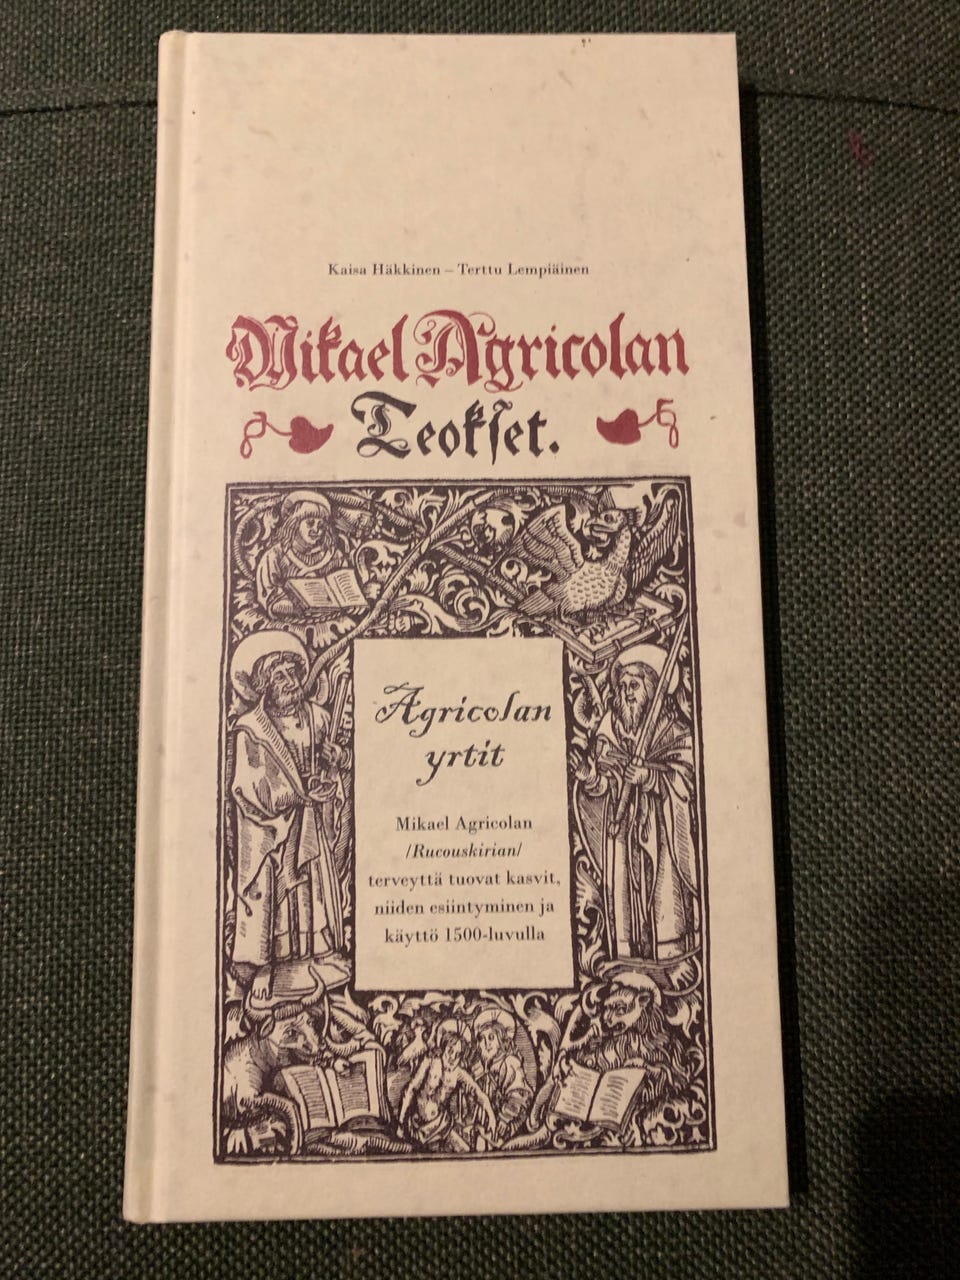 Kaisa Häkkinen – Terttu Lempiäinen
Mikael Agricolan
Teokſet.
Agricolan
yrtit
Mikael Agricolan
/Rucouskirian/
terveyttä tuovat kasvit,
niiden esiintyminen ja
käyttö 1500-luvulla